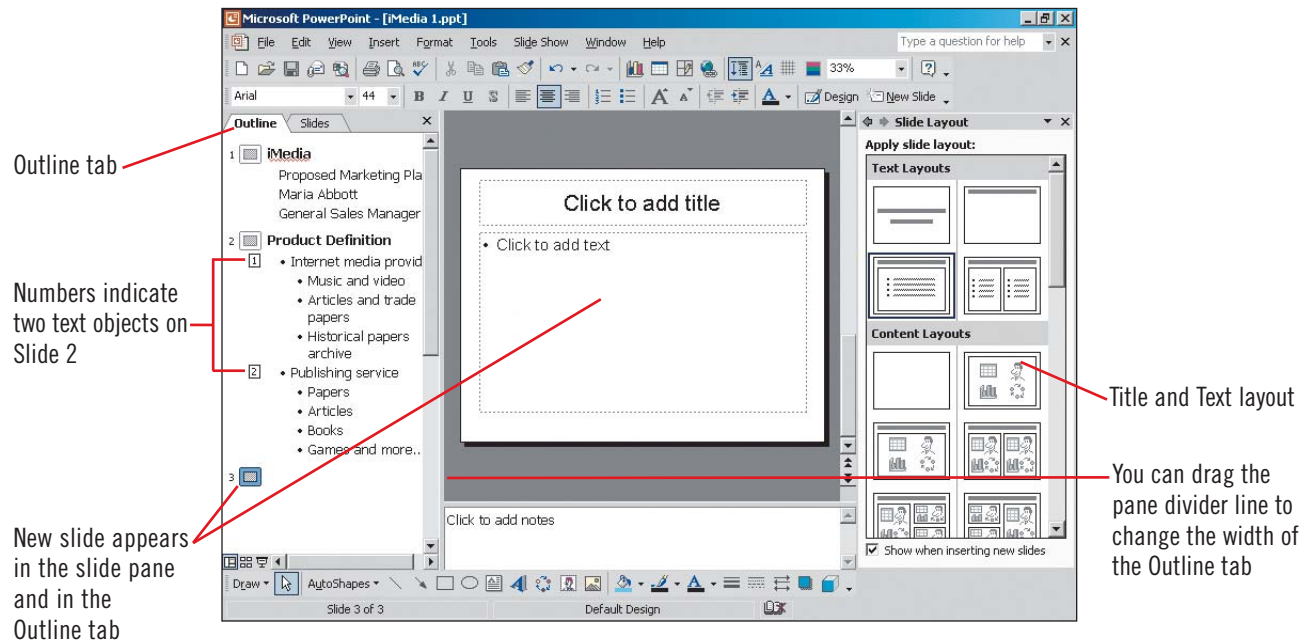 Microsoft PowerPoint - [iMedia 1.ppt]
File Edit View Insert Format Tools Slide Show Window Help
Type a question for help
ABC
33%
Arial
44
B I U S
A A
A
Design
New Slide
Outline
Slides
Slide Layout
Apply slide layout:
Text Layouts
Content Layouts
Show when inserting new slides
1 iMedia
Proposed Marketing Pla
Maria Abbott
General Sales Manager
2 Product Definition
1 • Internet media provid
• Music and video
• Articles and trade
papers
• Historical papers
archive
2 • Publishing service
• Papers
• Articles
• Books
• Games and more..
3
Click to add title
• Click to add text
Click to add notes
Draw
AutoShapes
Slide 3 of 3
Default Design
Outline tab
Numbers indicate
two text objects on
Slide 2
New slide appears
in the slide pane
and in the
Outline tab
Title and Text layout
You can drag the
pane divider line to
change the width of
the Outline tab